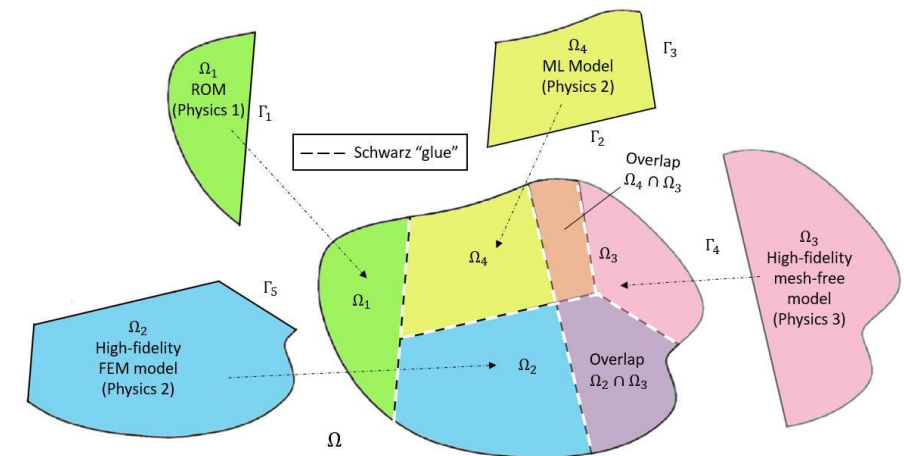 Ω₁
ROM
(Physics 1)
Γ₁
Ω₄
ML Model
(Physics 2)
Γ₃
Γ₂
Schwarz “glue”
Overlap
Ω₄ ∩ Ω₃
Γ₄
Ω₃
High-fidelity
mesh-free
model
(Physics 3)
Γ₅
Ω₂
High-fidelity
FEM model
(Physics 2)
Ω₄
Ω₃
Ω₁
Ω₂
Overlap
Ω₂ ∩ Ω₃
Ω